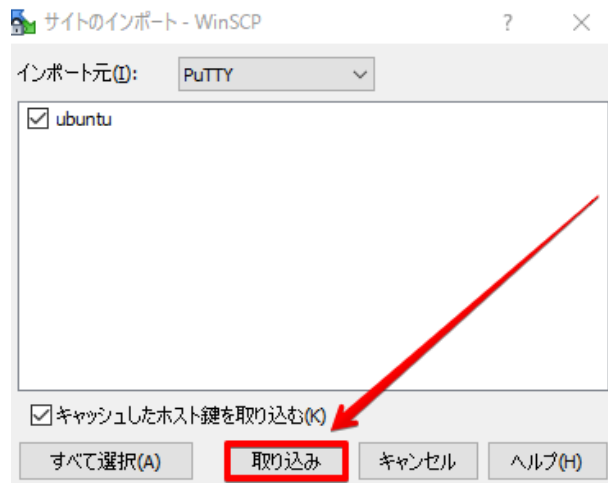 サイトのインポート - WinSCP ? ×
インポート元(I): PuTTY
ubuntu
キャッシュしたホスト鍵を取り込む(K)
すべて選択(A) 取り込み キャンセル ヘルプ(H)